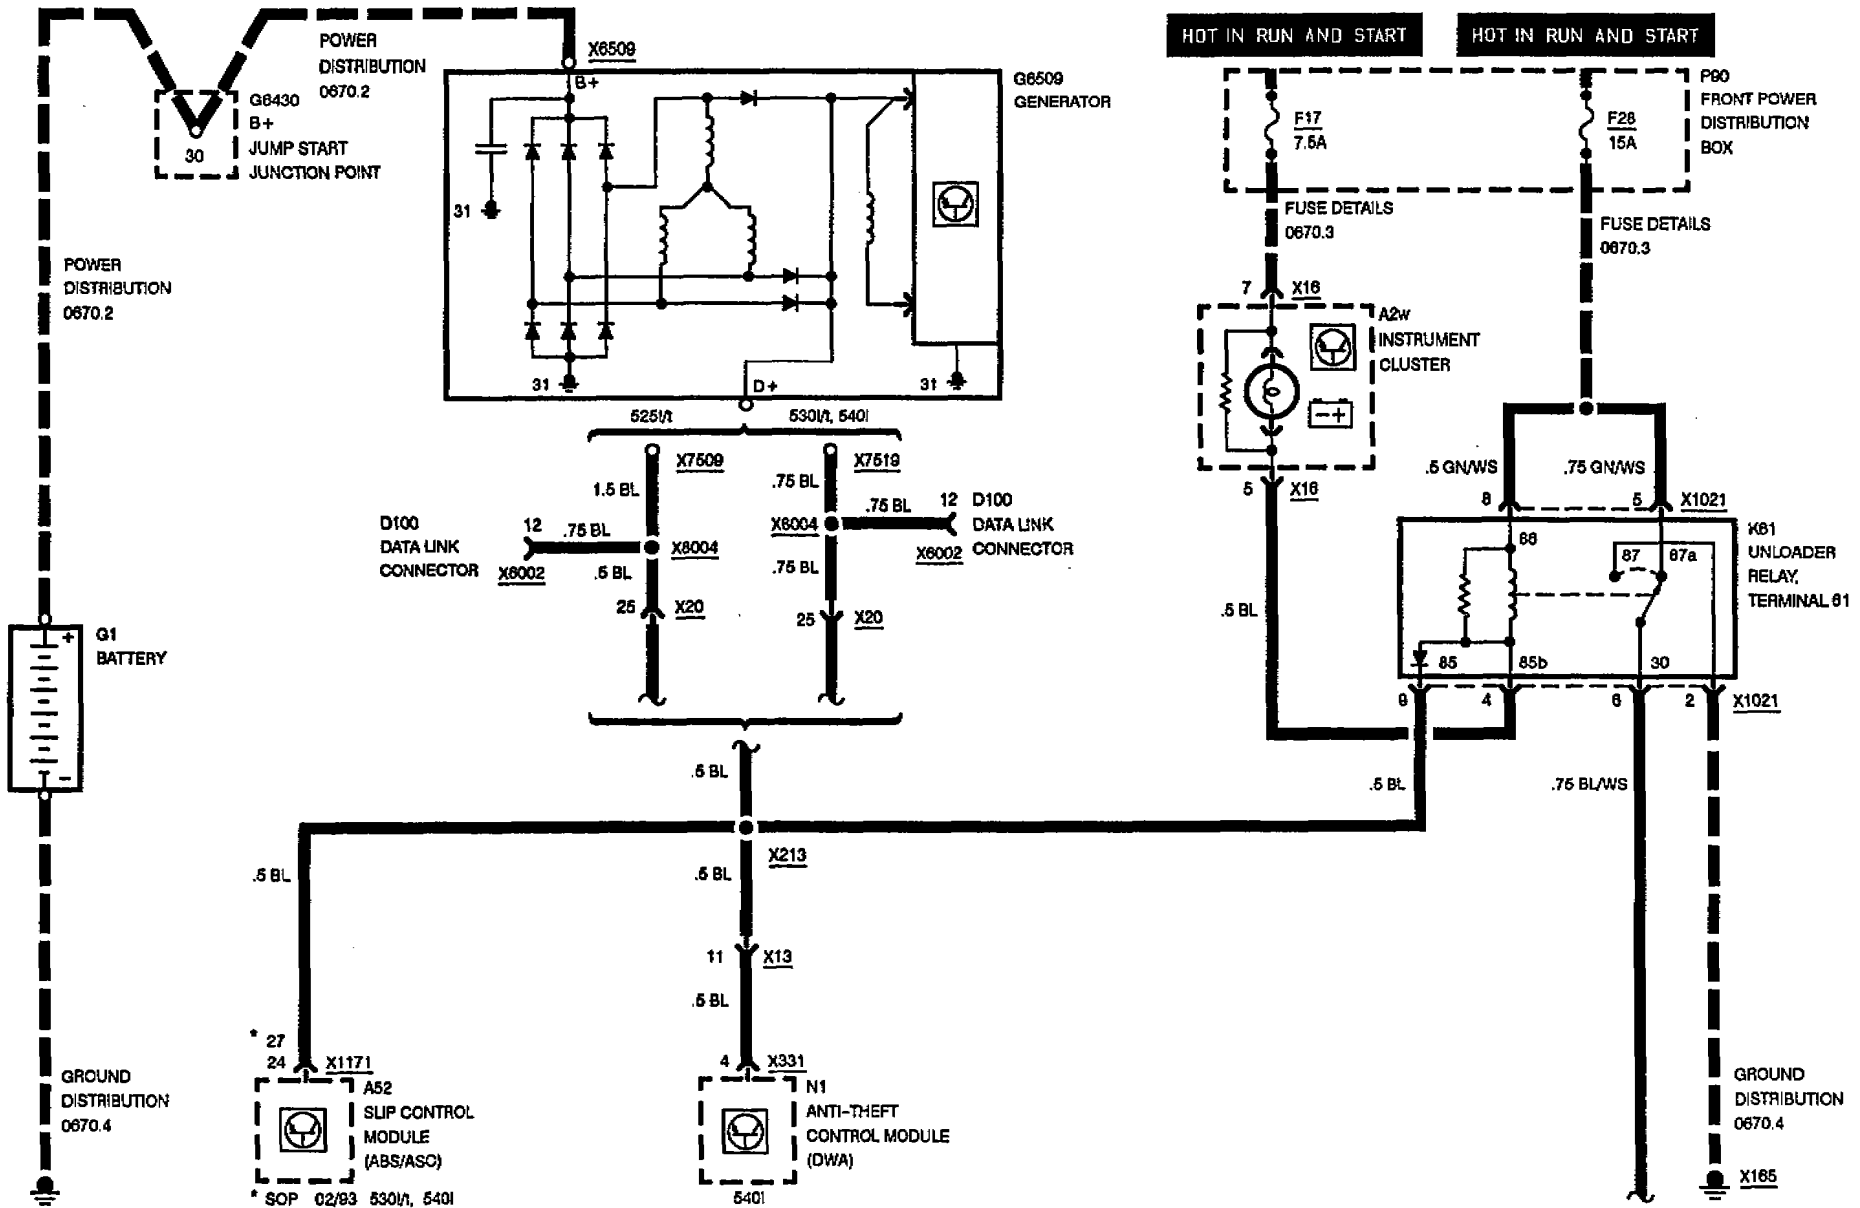 HOT IN RUN AND START
HOT IN RUN AND START
POWER
DISTRIBUTION
0670.2
X6509
B+
G6509
GENERATOR
G6430
B+
JUMP START
JUNCTION POINT
30
31
31
31
D+
P90
FRONT POWER
DISTRIBUTION
BOX
F17
7.5A
F28
15A
FUSE DETAILS
0670.3
FUSE DETAILS
0670.3
POWER
DISTRIBUTION
0670.2
7
X16
A2w
INSTRUMENT
CLUSTER
5
X16
525i/t
530i/t, 540i
X7509
X7519
1.5 BL
.75 BL
D100
DATA LINK
CONNECTOR
12
.75 BL
X6002
X6004
.5 BL
25
X20
X6004
.75 BL
12
D100
DATA LINK
CONNECTOR
X6002
.75 BL
25
X20
.5 GN/WS
.75 GN/WS
8
5
X1021
K61
UNLOADER
RELAY,
TERMINAL 61
86
87
87a
85
85b
30
9
4
6
2
X1021
.5 BL
G1
BATTERY
+
−
.5 BL
.5 BL
.75 BL/WS
X213
.5 BL
.5 BL
11
X13
.5 BL
* 27
24
X1171
A52
SLIP CONTROL
MODULE
(ABS/ASC)
* SOP 02/93 530i/t, 540i
4
X331
N1
ANTI-THEFT
CONTROL MODULE
(DWA)
540i
GROUND
DISTRIBUTION
0670.4
GROUND
DISTRIBUTION
0670.4
X165